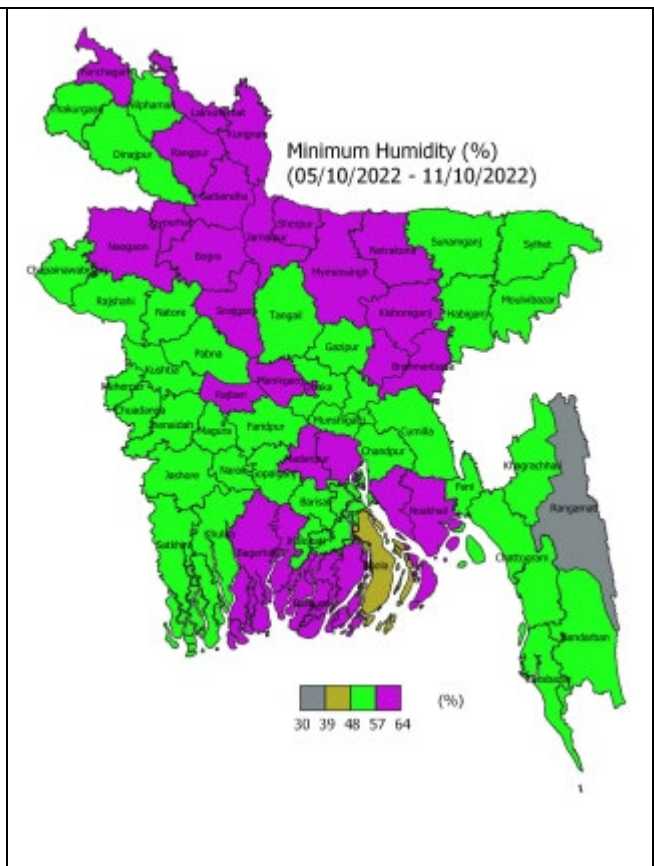 Panchagarh
Thakurgaon
Nilphamari
Lalmonirhat
Kurigram
Dinajpur
Rangpur
Minimum Humidity (%)
(05/10/2022 - 11/10/2022)
Gaibandha
Naogaon
Joypurhat
Bogra
Jamalpur
Sherpur
Mymensingh
Netrakona
Sunamganj
Sylhet
Chapainawabganj
Rajshahi
Natore
Sirajganj
Tangail
Kishoreganj
Habiganj
Moulvibazar
Pabna
Gazipur
Brahmanbaria
Kushtia
Meherpur
Rajbari
Manikganj
Dhaka
Chuadanga
Jhenaidah
Magura
Faridpur
Munshiganj
Cumilla
Jashore
Narail
Gopalganj
Madaripur
Chandpur
Khagrachhari
Rangamati
Satkhira
Khulna
Bagerhat
Barisal
Noakhali
Feni
Bhola
Chattogram
Bandarban
30 39 48 57 64
(%)